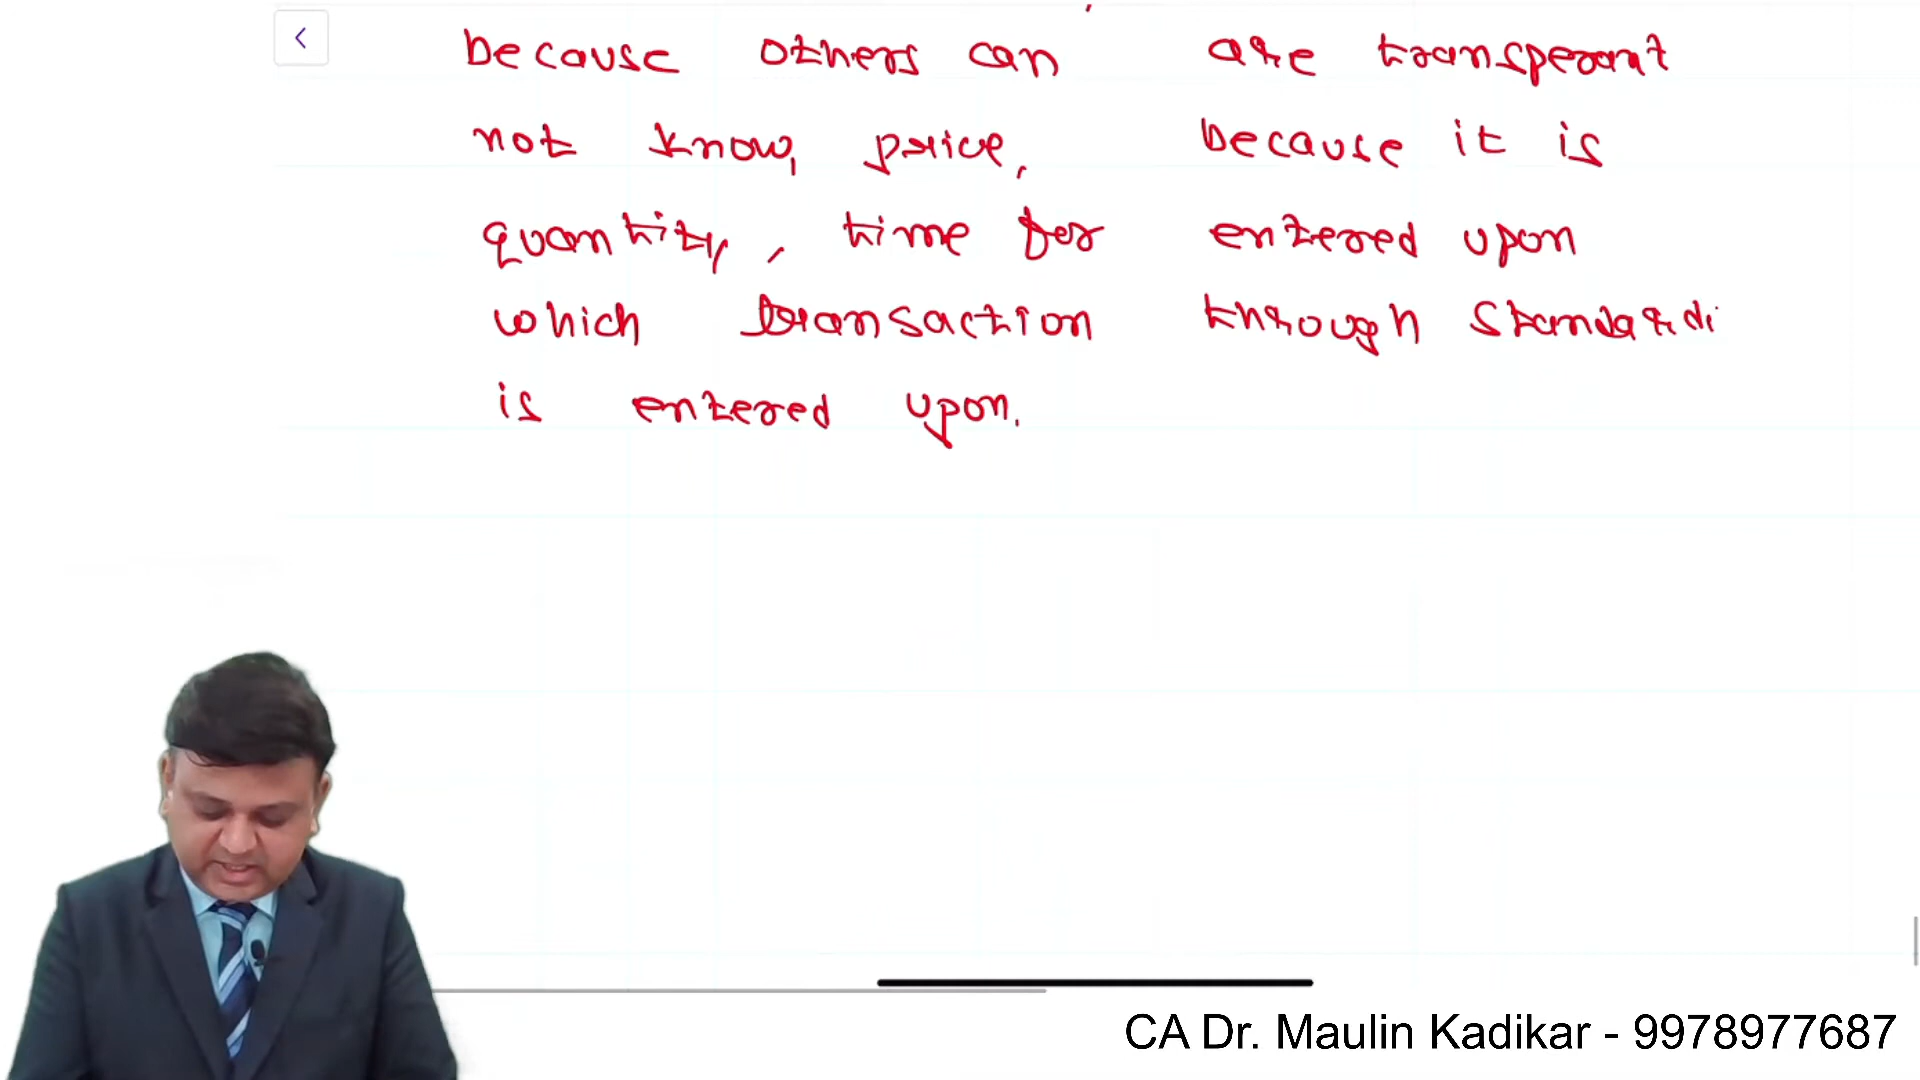 because others can
not know, price,
quantity, time for
which transaction
is entered upon.
are transperant
because it is
entered upon
through Standardi
CA Dr. Maulin Kadikar - 9978977687